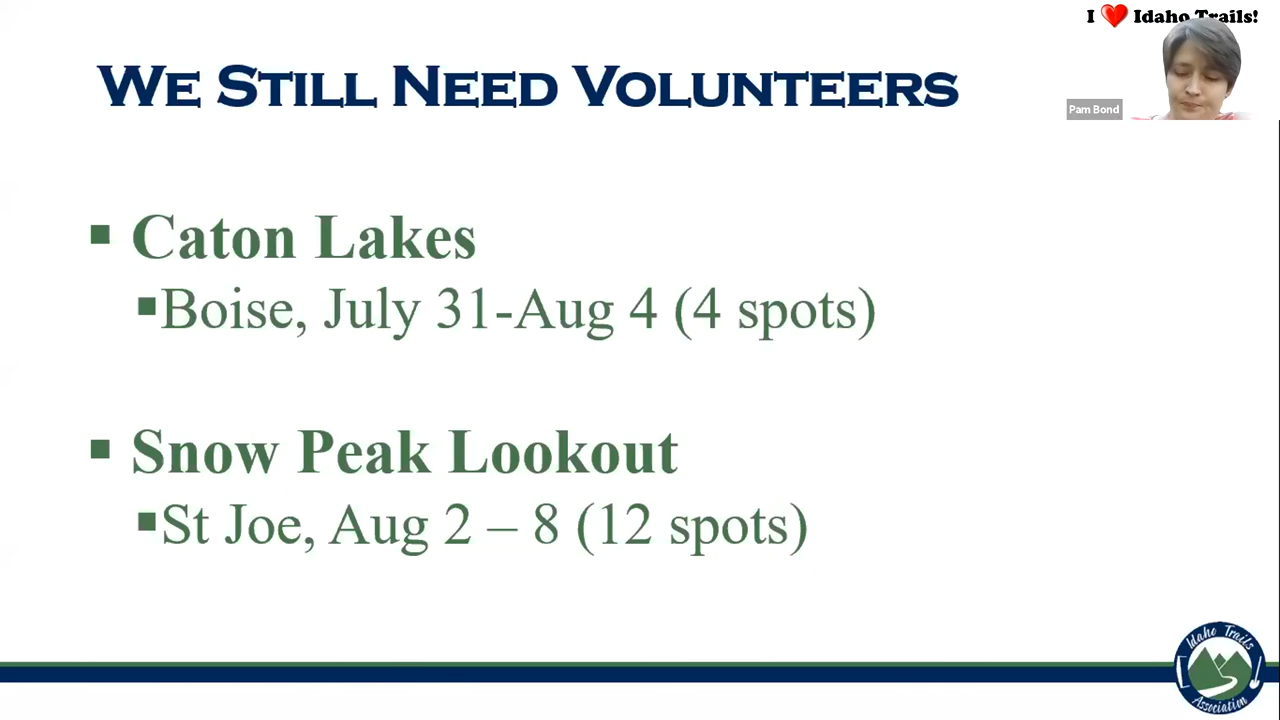 I ❤️ Idaho Trails!
WE STILL NEED VOLUNTEERS
Pam Bond
▪ Caton Lakes
▪Boise, July 31-Aug 4 (4 spots)
▪ Snow Peak Lookout
▪St Joe, Aug 2 – 8 (12 spots)
Idaho Trails
Association